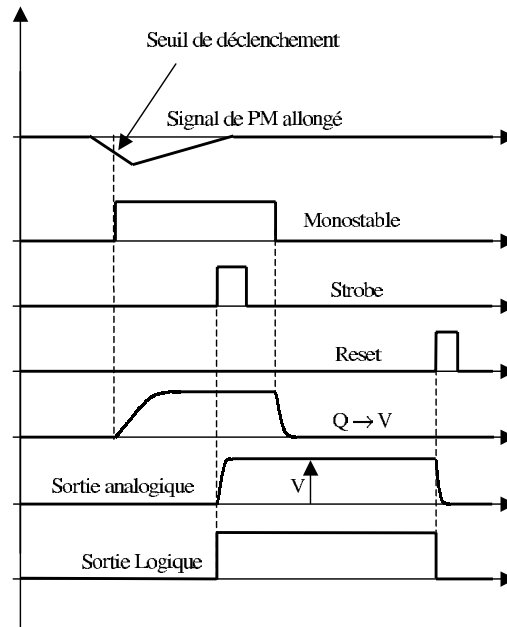 Seuil de déclenchement
Signal de PM allongé
Monostable
Strobe
Reset
Q → V
Sortie analogique
V
Sortie Logique